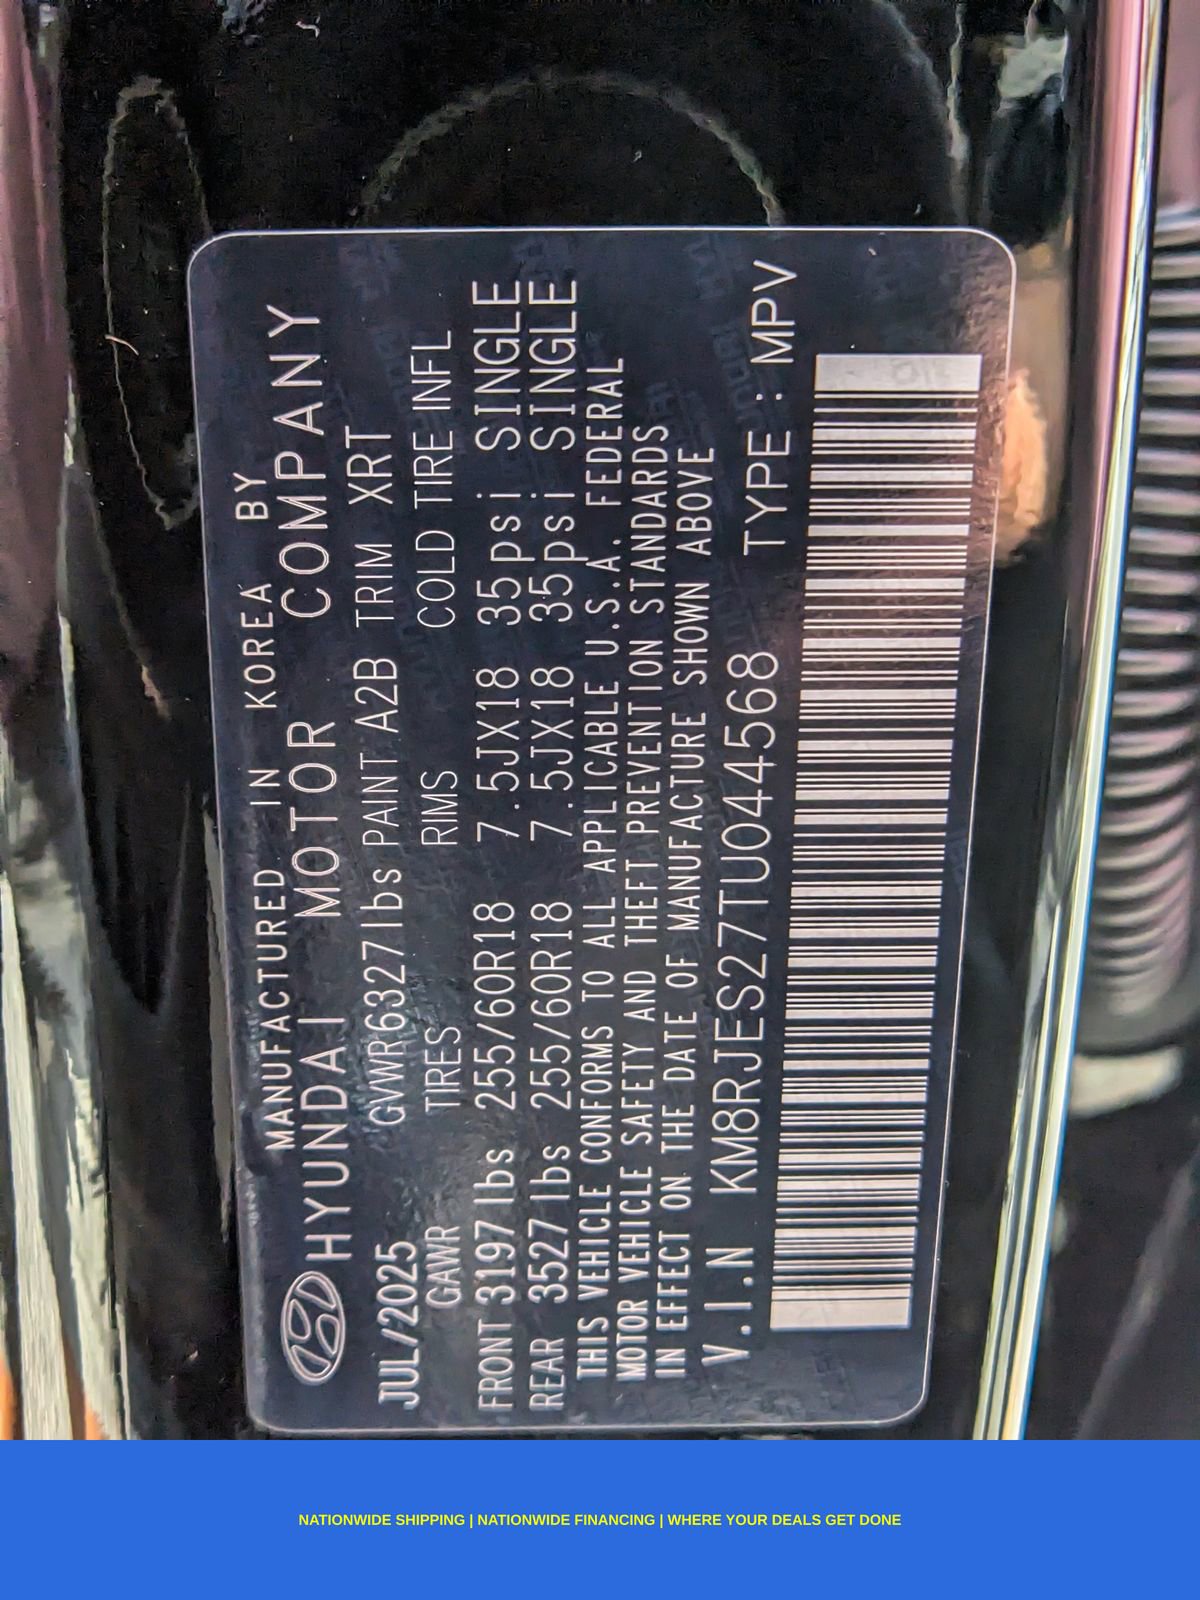 MANUFACTURED IN KOREA BY
HYUNDAI MOTOR COMPANY
JUL/2025 GVWR6327lbs PAINT A2B TRIM XRT
GAWR TIRES RIMS COLD TIRE INFL
FRONT 3197 lbs 255/60R18 7.5JX18 35psi SINGLE
REAR 3527 lbs 255/60R18 7.5JX18 35psi SINGLE
THIS VEHICLE CONFORMS TO ALL APPLICABLE U.S.A. FEDERAL
MOTOR VEHICLE SAFETY AND THEFT PREVENTION STANDARDS
IN EFFECT ON THE DATE OF MANUFACTURE SHOWN ABOVE
V.I.N KM8RJES27TU044568 TYPE : MPV
NATIONWIDE SHIPPING | NATIONWIDE FINANCING | WHERE YOUR DEALS GET DONE